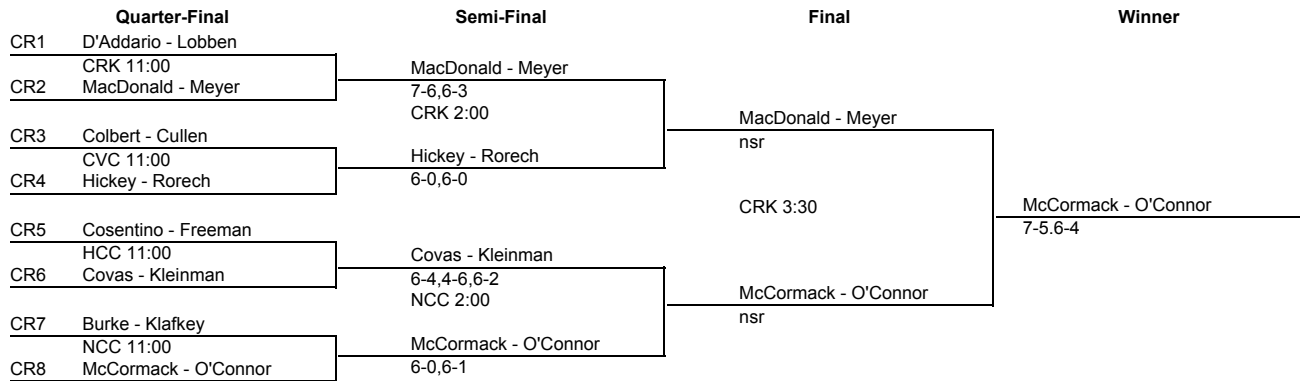 Quarter-Final Semi-Final Final Winner
CR1 D'Addario - Lobben
CRK 11:00
CR2 MacDonald - Meyer
CR3 Colbert - Cullen
CVC 11:00
CR4 Hickey - Rorech
CR5 Cosentino - Freeman
HCC 11:00
CR6 Covas - Kleinman
CR7 Burke - Klafkey
NCC 11:00
CR8 McCormack - O'Connor
MacDonald - Meyer
7-6,6-3
CRK 2:00
Hickey - Rorech
6-0,6-0
Covas - Kleinman
6-4,4-6,6-2
NCC 2:00
McCormack - O'Connor
6-0,6-1
MacDonald - Meyer
nsr
CRK 3:30
McCormack - O'Connor
nsr
McCormack - O'Connor
7-5.6-4